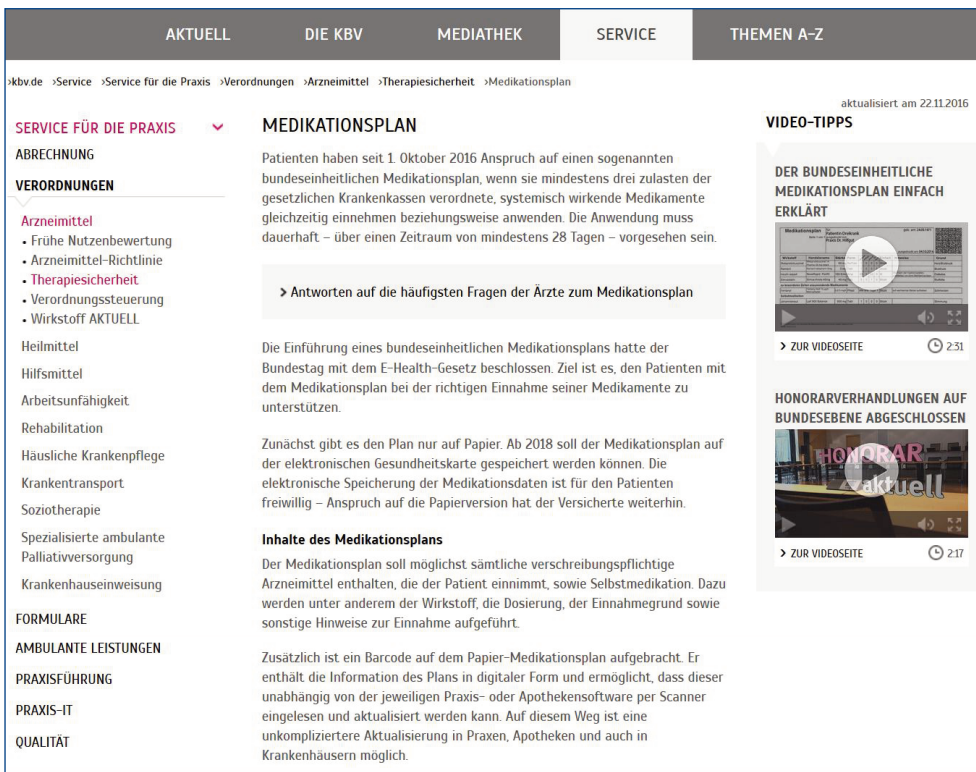 AKTUELL DIE KBV MEDIATHEK SERVICE THEMEN A-Z
›kbv.de ›Service ›Service für die Praxis ›Verordnungen ›Arzneimittel ›Therapiesicherheit ›Medikationsplan
aktualisiert am 22.11.2016
SERVICE FÜR DIE PRAXIS
ABRECHNUNG
VERORDNUNGEN
Arzneimittel
• Frühe Nutzenbewertung
• Arzneimittel-Richtlinie
• Therapiesicherheit
• Verordnungssteuerung
• Wirkstoff AKTUELL
Heilmittel
Hilfsmittel
Arbeitsunfähigkeit
Rehabilitation
Häusliche Krankenpflege
Krankentransport
Soziotherapie
Spezialisierte ambulante
Palliativversorgung
Krankenhauseinweisung
FORMULARE
AMBULANTE LEISTUNGEN
PRAXISFÜHRUNG
PRAXIS-IT
QUALITÄT
MEDIKATIONSPLAN
Patienten haben seit 1. Oktober 2016 Anspruch auf einen sogenannten
bundeseinheitlichen Medikationsplan, wenn sie mindestens drei zulasten der
gesetzlichen Krankenkassen verordnete, systemisch wirkende Medikamente
gleichzeitig einnehmen beziehungsweise anwenden. Die Anwendung muss
dauerhaft – über einen Zeitraum von mindestens 28 Tagen – vorgesehen sein.
› Antworten auf die häufigsten Fragen der Ärzte zum Medikationsplan
Die Einführung eines bundeseinheitlichen Medikationsplans hatte der
Bundestag mit dem E-Health-Gesetz beschlossen. Ziel ist es, den Patienten mit
dem Medikationsplan bei der richtigen Einnahme seiner Medikamente zu
unterstützen.
Zunächst gibt es den Plan nur auf Papier. Ab 2018 soll der Medikationsplan auf
der elektronischen Gesundheitskarte gespeichert werden können. Die
elektronische Speicherung der Medikationsdaten ist für den Patienten
freiwillig – Anspruch auf die Papierversion hat der Versicherte weiterhin.
Inhalte des Medikationsplans
Der Medikationsplan soll möglichst sämtliche verschreibungspflichtige
Arzneimittel enthalten, die der Patient einnimmt, sowie Selbstmedikation. Dazu
werden unter anderem der Wirkstoff, die Dosierung, der Einnahmegrund sowie
sonstige Hinweise zur Einnahme aufgeführt.
Zusätzlich ist ein Barcode auf dem Papier-Medikationsplan aufgebracht. Er
enthält die Information des Plans in digitaler Form und ermöglicht, dass dieser
unabhängig von der jeweiligen Praxis- oder Apothekensoftware per Scanner
eingelesen und aktualisiert werden kann. Auf diesem Weg ist eine
unkompliziertere Aktualisierung in Praxen, Apotheken und auch in
Krankenhäusern möglich.
VIDEO-TIPPS
DER BUNDESEINHEITLICHE
MEDIKATIONSPLAN EINFACH
ERKLÄRT
Medikationsplan
› ZUR VIDEOSEITE 2:31
HONORARVERHANDLUNGEN AUF
BUNDESEBENE ABGESCHLOSSEN
HONORAR
aktuell
› ZUR VIDEOSEITE 2:17